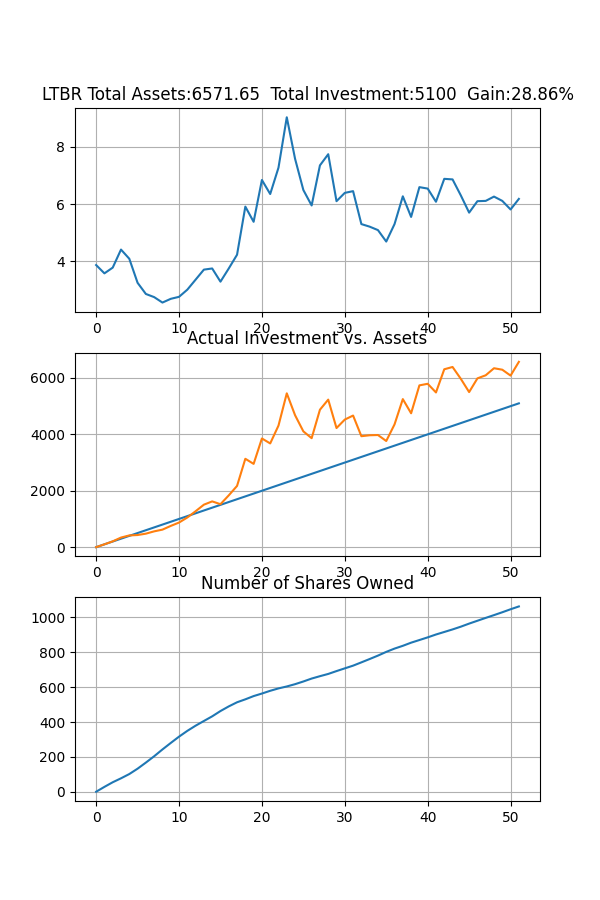 LTBR Total Assets:6571.65  Total Investment:5100  Gain:28.86%
8
6
4
0 10 20 30 40 50
Actual Investment vs. Assets
6000
4000
2000
0
0 10 20 30 40 50
Number of Shares Owned
1000
800
600
400
200
0
0 10 20 30 40 50